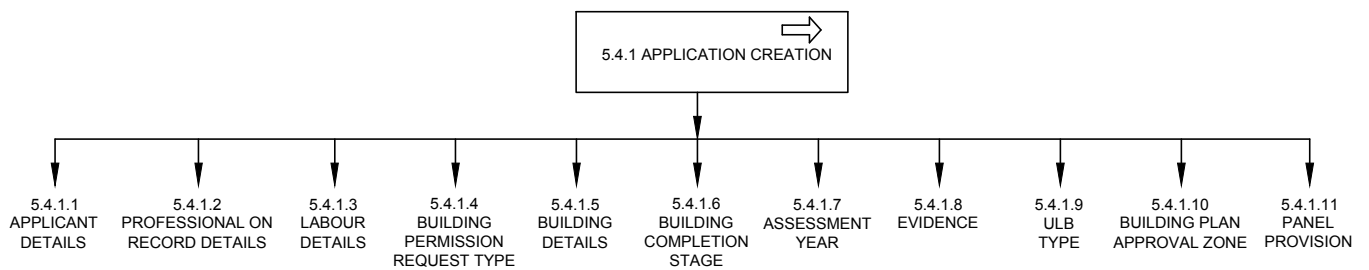 5.4.1 APPLICATION CREATION
5.4.1.1
APPLICANT
DETAILS
5.4.1.2
PROFESSIONAL ON
RECORD DETAILS
5.4.1.3
LABOUR
DETAILS
5.4.1.4
BUILDING
PERMISSION
REQUEST TYPE
5.4.1.5
BUILDING
DETAILS
5.4.1.6
BUILDING
COMPLETION
STAGE
5.4.1.7
ASSESSMENT
YEAR
5.4.1.8
EVIDENCE
5.4.1.9
ULB
TYPE
5.4.1.10
BUILDING PLAN
APPROVAL ZONE
5.4.1.11
PANEL
PROVISION